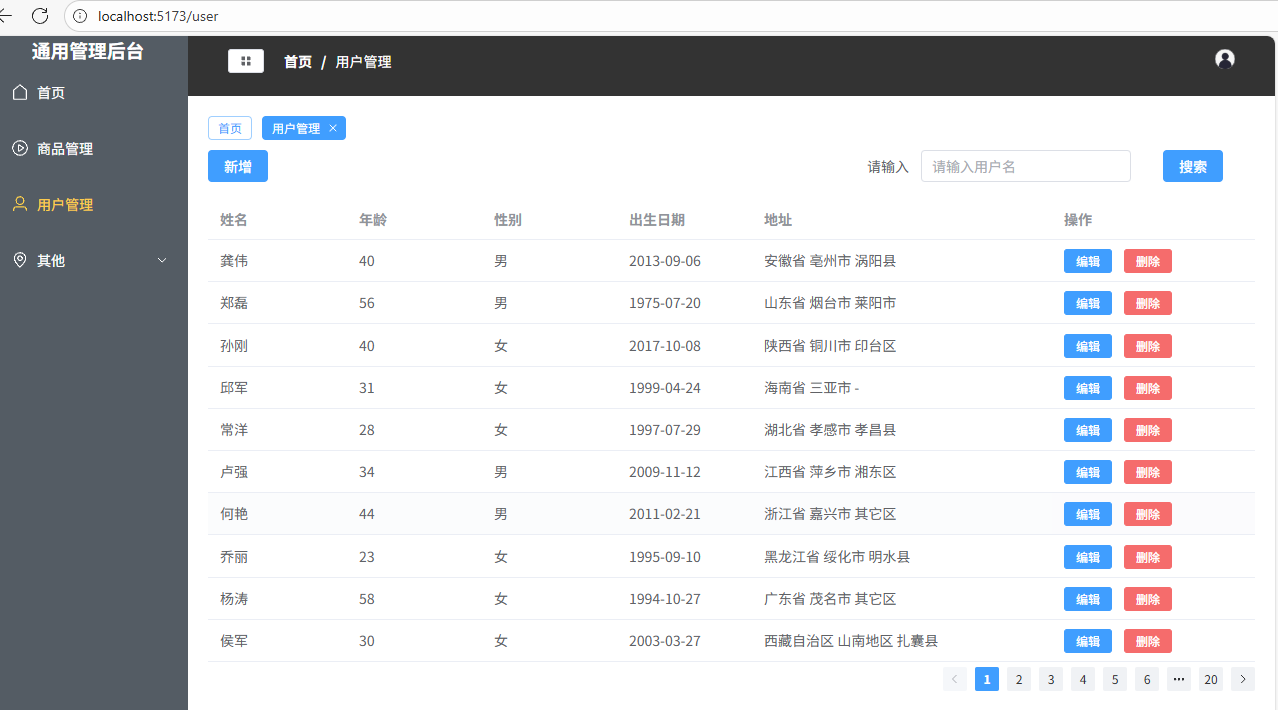 localhost:5173/user
通用管理后台
首页 / 用户管理
首页
商品管理
用户管理
其他
首页 用户管理 ×
新增 请输入 请输入用户名 搜索
姓名 年龄 性别 出生日期 地址 操作
龚伟 40 男 2013-09-06 安徽省 亳州市 涡阳县 编辑 删除
郑磊 56 男 1975-07-20 山东省 烟台市 莱阳市 编辑 删除
孙刚 40 女 2017-10-08 陕西省 铜川市 印台区 编辑 删除
邱军 31 女 1999-04-24 海南省 三亚市 - 编辑 删除
常洋 28 女 1997-07-29 湖北省 孝感市 孝昌县 编辑 删除
卢强 34 男 2009-11-12 江西省 萍乡市 湘东区 编辑 删除
何艳 44 男 2011-02-21 浙江省 嘉兴市 其它区 编辑 删除
乔丽 23 女 1995-09-10 黑龙江省 绥化市 明水县 编辑 删除
杨涛 58 女 1994-10-27 广东省 茂名市 其它区 编辑 删除
侯军 30 女 2003-03-27 西藏自治区 山南地区 扎囊县 编辑 删除
< 1 2 3 4 5 6 ··· 20 >